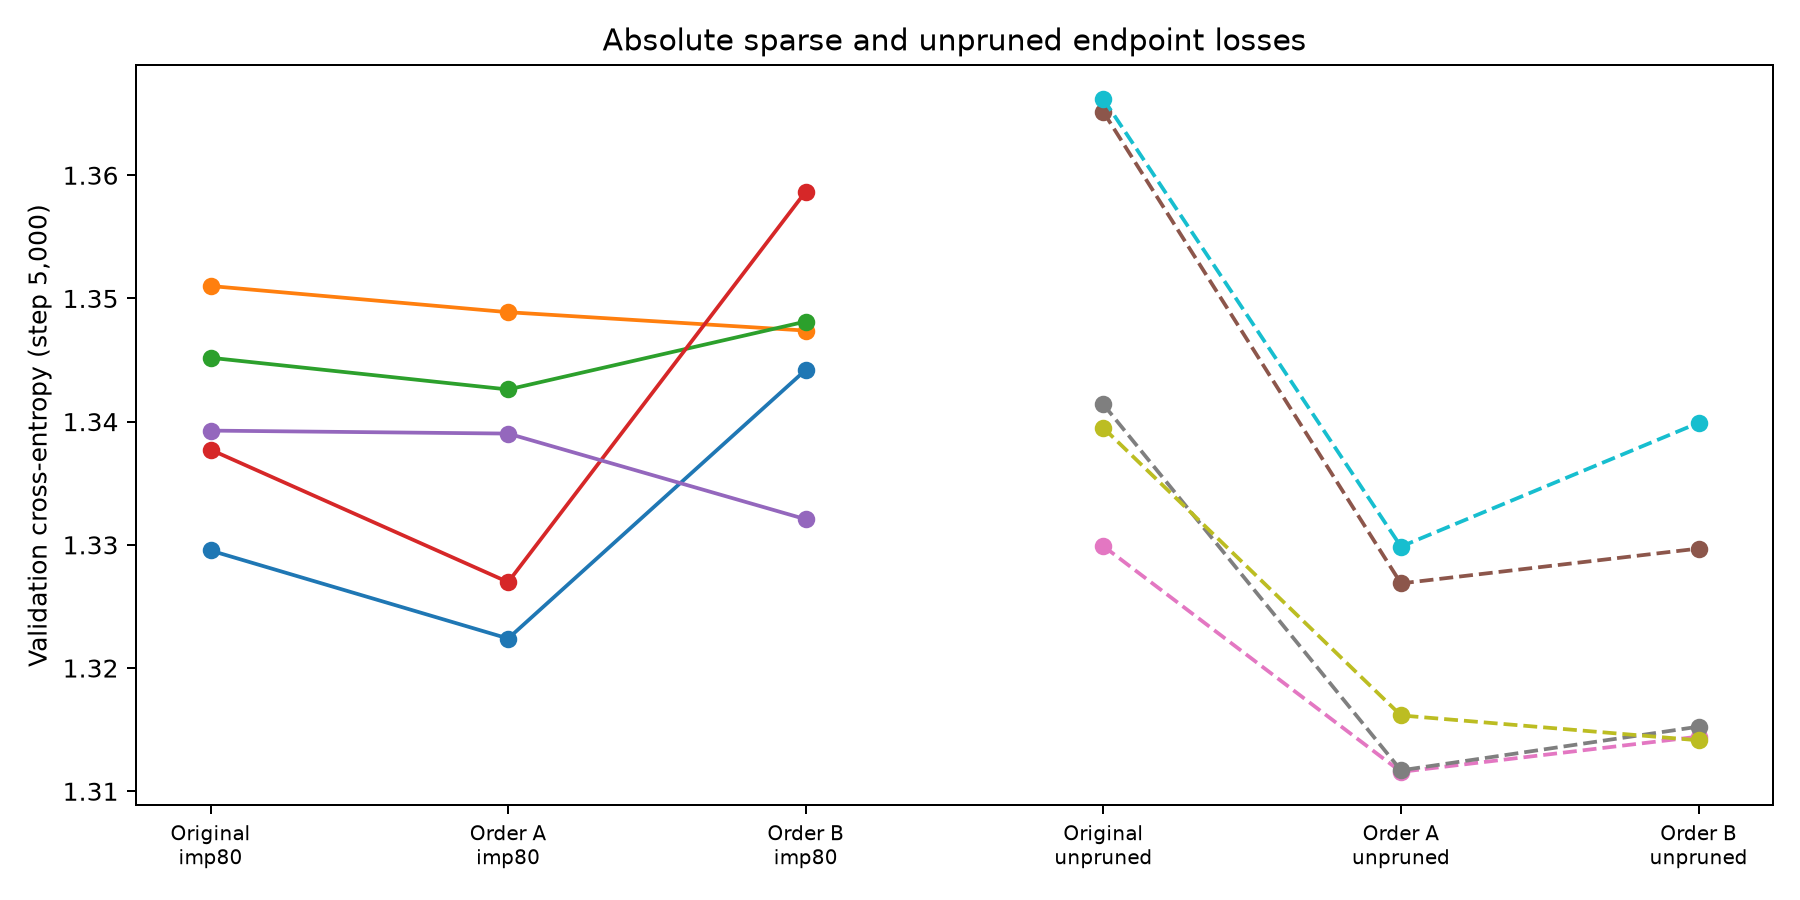 Absolute sparse and unpruned endpoint losses
Validation cross-entropy (step 5,000)
1.36
1.35
1.34
1.33
1.32
1.31
Original
imp80
Order A
imp80
Order B
imp80
Original
unpruned
Order A
unpruned
Order B
unpruned